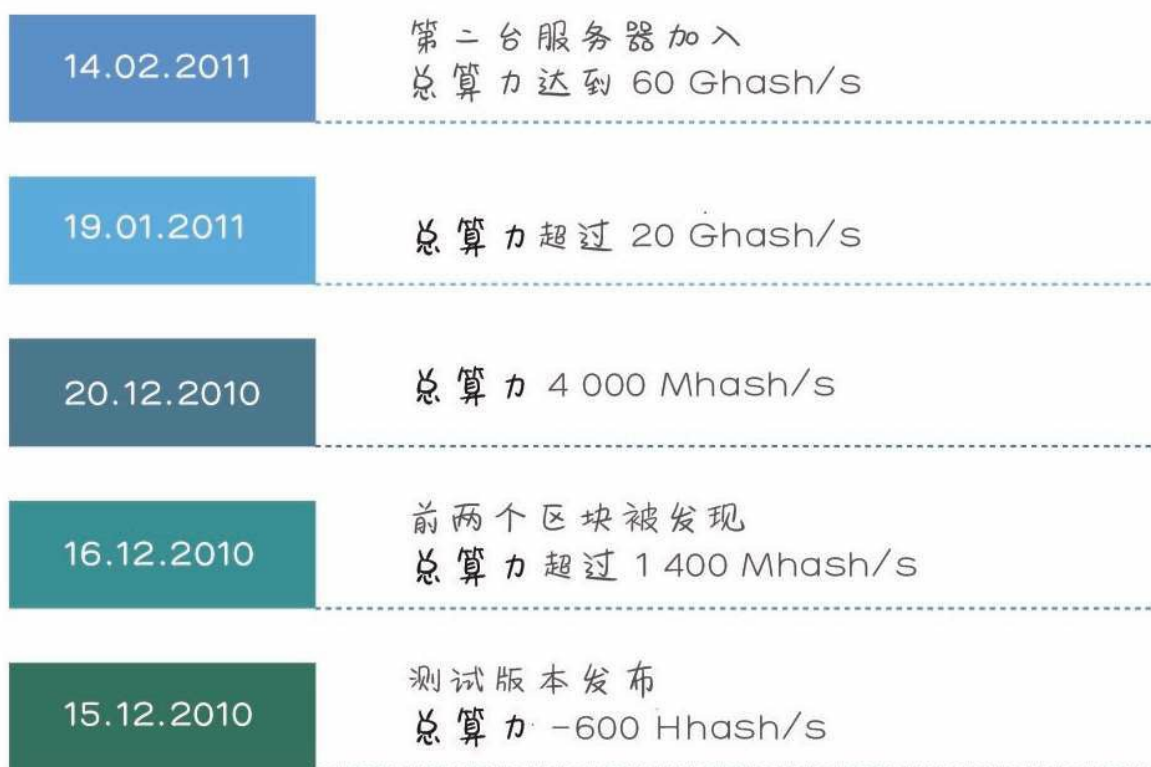 14.02.2011
第二台服务器加入
总算力达到 60 Ghash/s
19.01.2011
总算力超过 20 Ghash/s
20.12.2010
总算力 4 000 Mhash/s
16.12.2010
前两个区块被发现
总算力超过 1 400 Mhash/s
15.12.2010
测试版本发布
总算力 -600 Hhash/s